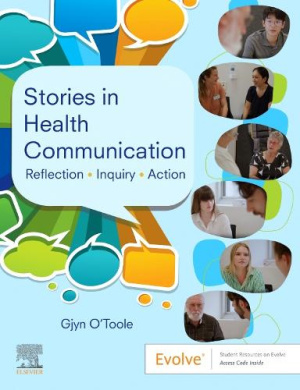 Stories in
Health
Communication
Reflection • Inquiry • Action
Gjyn O'Toole
ELSEVIER
Evolve®
Student Resources on Evolve
Access Code Inside